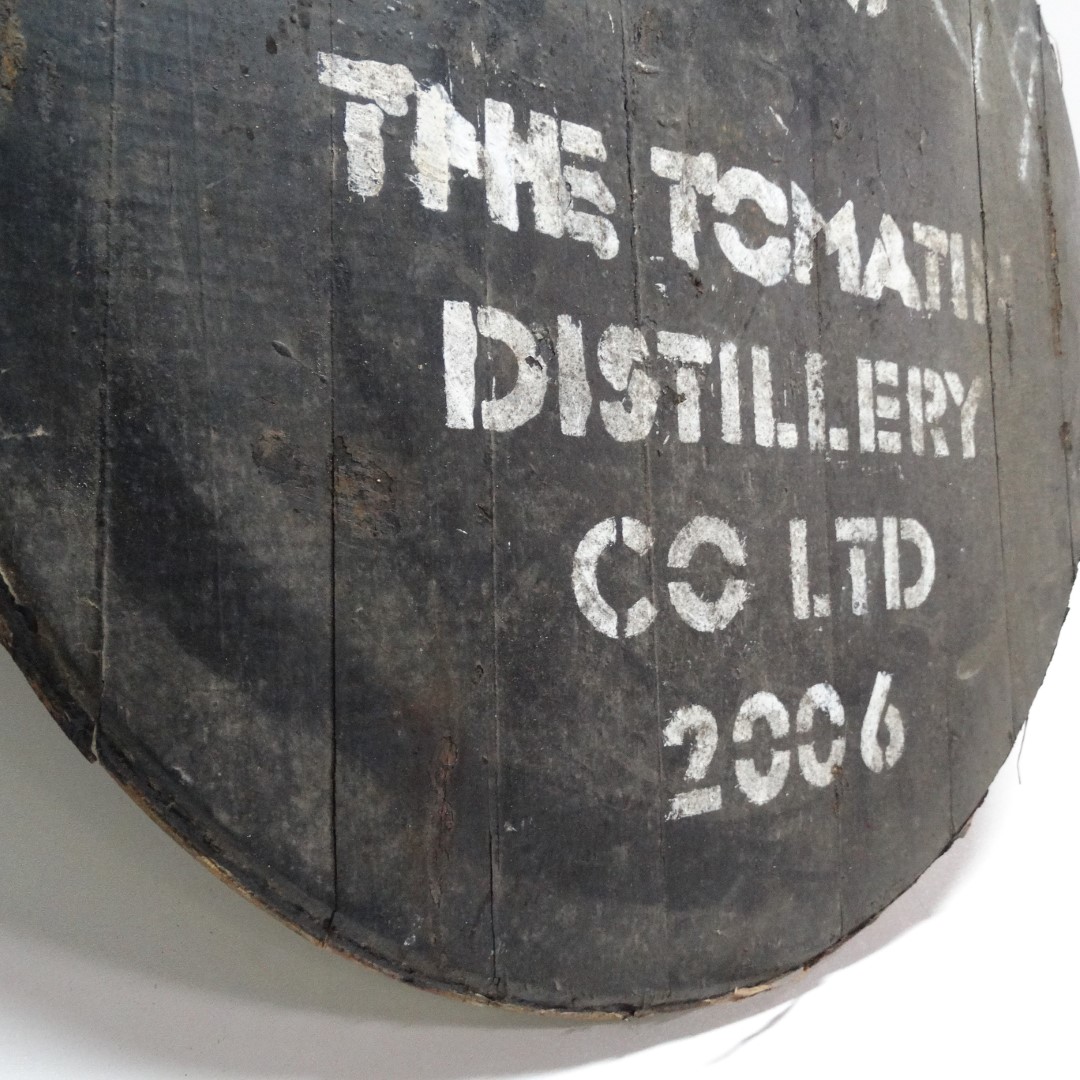 THE TOMATIN
DISTILLERY
CO LTD
2006